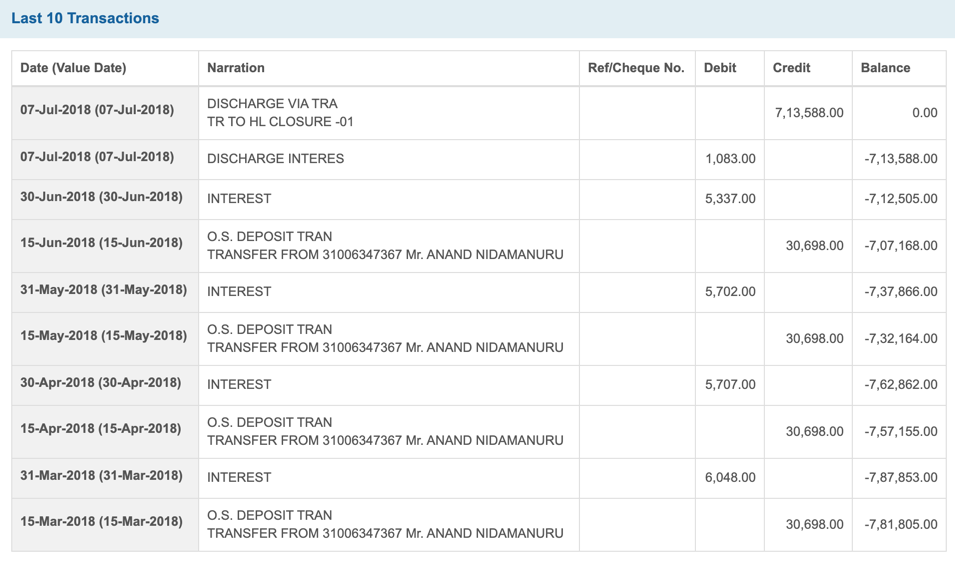 Last 10 Transactions
Date (Value Date) Narration Ref/Cheque No. Debit Credit Balance
07-Jul-2018 (07-Jul-2018) DISCHARGE VIA TRA 7,13,588.00 0.00
TR TO HL CLOSURE -01
07-Jul-2018 (07-Jul-2018) DISCHARGE INTERES 1,083.00 -7,13,588.00
30-Jun-2018 (30-Jun-2018) INTEREST 5,337.00 -7,12,505.00
15-Jun-2018 (15-Jun-2018) O.S. DEPOSIT TRAN 30,698.00 -7,07,168.00
TRANSFER FROM 31006347367 Mr. ANAND NIDAMANURU
31-May-2018 (31-May-2018) INTEREST 5,702.00 -7,37,866.00
15-May-2018 (15-May-2018) O.S. DEPOSIT TRAN 30,698.00 -7,32,164.00
TRANSFER FROM 31006347367 Mr. ANAND NIDAMANURU
30-Apr-2018 (30-Apr-2018) INTEREST 5,707.00 -7,62,862.00
15-Apr-2018 (15-Apr-2018) O.S. DEPOSIT TRAN 30,698.00 -7,57,155.00
TRANSFER FROM 31006347367 Mr. ANAND NIDAMANURU
31-Mar-2018 (31-Mar-2018) INTEREST 6,048.00 -7,87,853.00
15-Mar-2018 (15-Mar-2018) O.S. DEPOSIT TRAN 30,698.00 -7,81,805.00
TRANSFER FROM 31006347367 Mr. ANAND NIDAMANURU